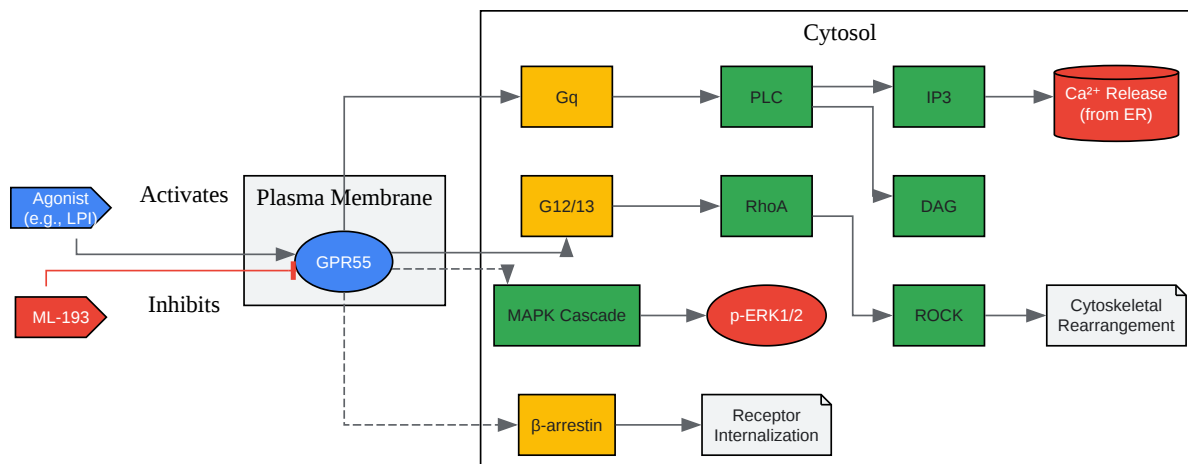 Cytosol
Gq
PLC
IP3
Ca²⁺ Release
(from ER)
Agonist
(e.g., LPI)
Activates
Plasma Membrane
G12/13
RhoA
DAG
GPR55
ML-193
Inhibits
MAPK Cascade
p-ERK1/2
ROCK
Cytoskeletal
Rearrangement
β-arrestin
Receptor
Internalization